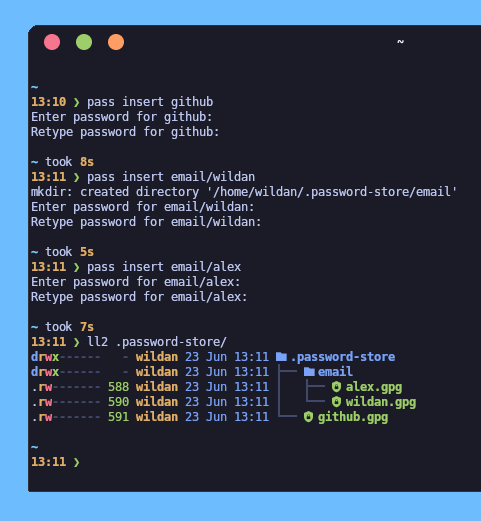 ~
~
13:10 ❯ pass insert github
Enter password for github:
Retype password for github:
~ took 8s
13:11 ❯ pass insert email/wildan
mkdir: created directory '/home/wildan/.password-store/email'
Enter password for email/wildan:
Retype password for email/wildan:
~ took 5s
13:11 ❯ pass insert email/alex
Enter password for email/alex:
Retype password for email/alex:
~ took 7s
13:11 ❯ ll2 .password-store/
drwx------   - wildan 23 Jun 13:11 .password-store
drwx------   - wildan 23 Jun 13:11 ├── email
.rw------- 588 wildan 23 Jun 13:11 │   ├── alex.gpg
.rw------- 590 wildan 23 Jun 13:11 │   └── wildan.gpg
.rw------- 591 wildan 23 Jun 13:11 └── github.gpg
~
13:11 ❯